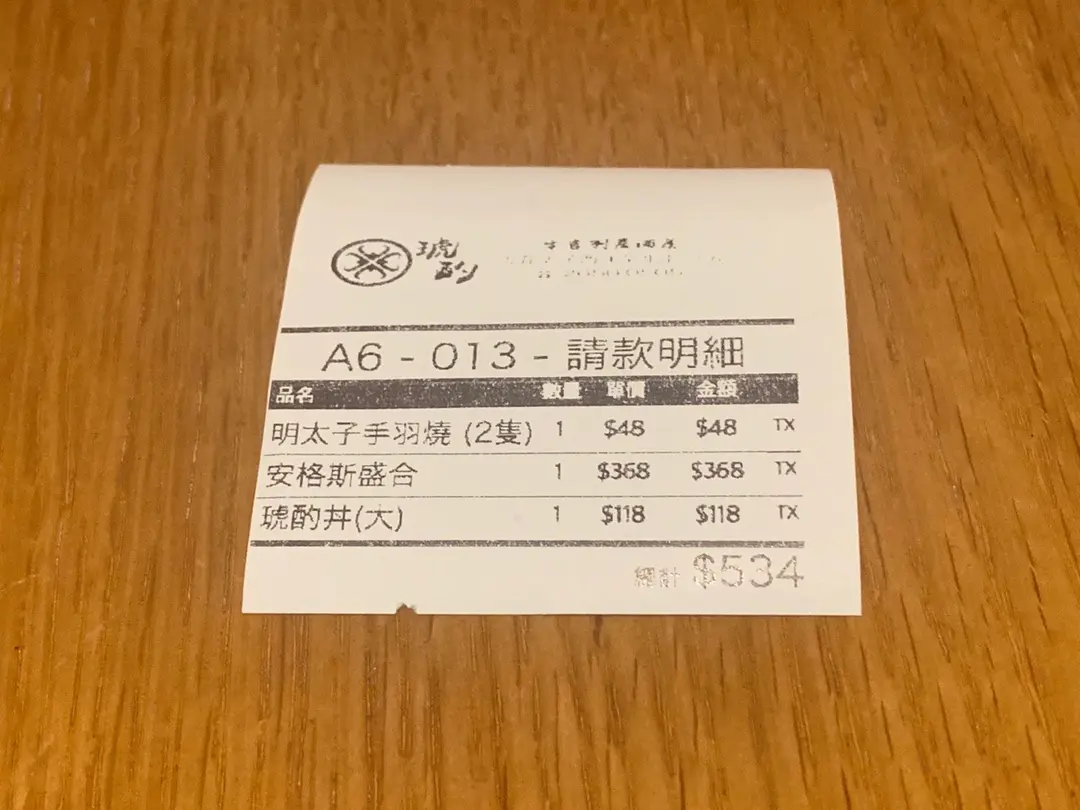 琥酌
A6 - 013 - 請款明細
品名 數量 單價 金額
明太子手羽燒 (2隻) 1 $48 $48 TX
安格斯盛合 1 $368 $368 TX
琥酌丼(大) 1 $118 $118 TX
總計 $534